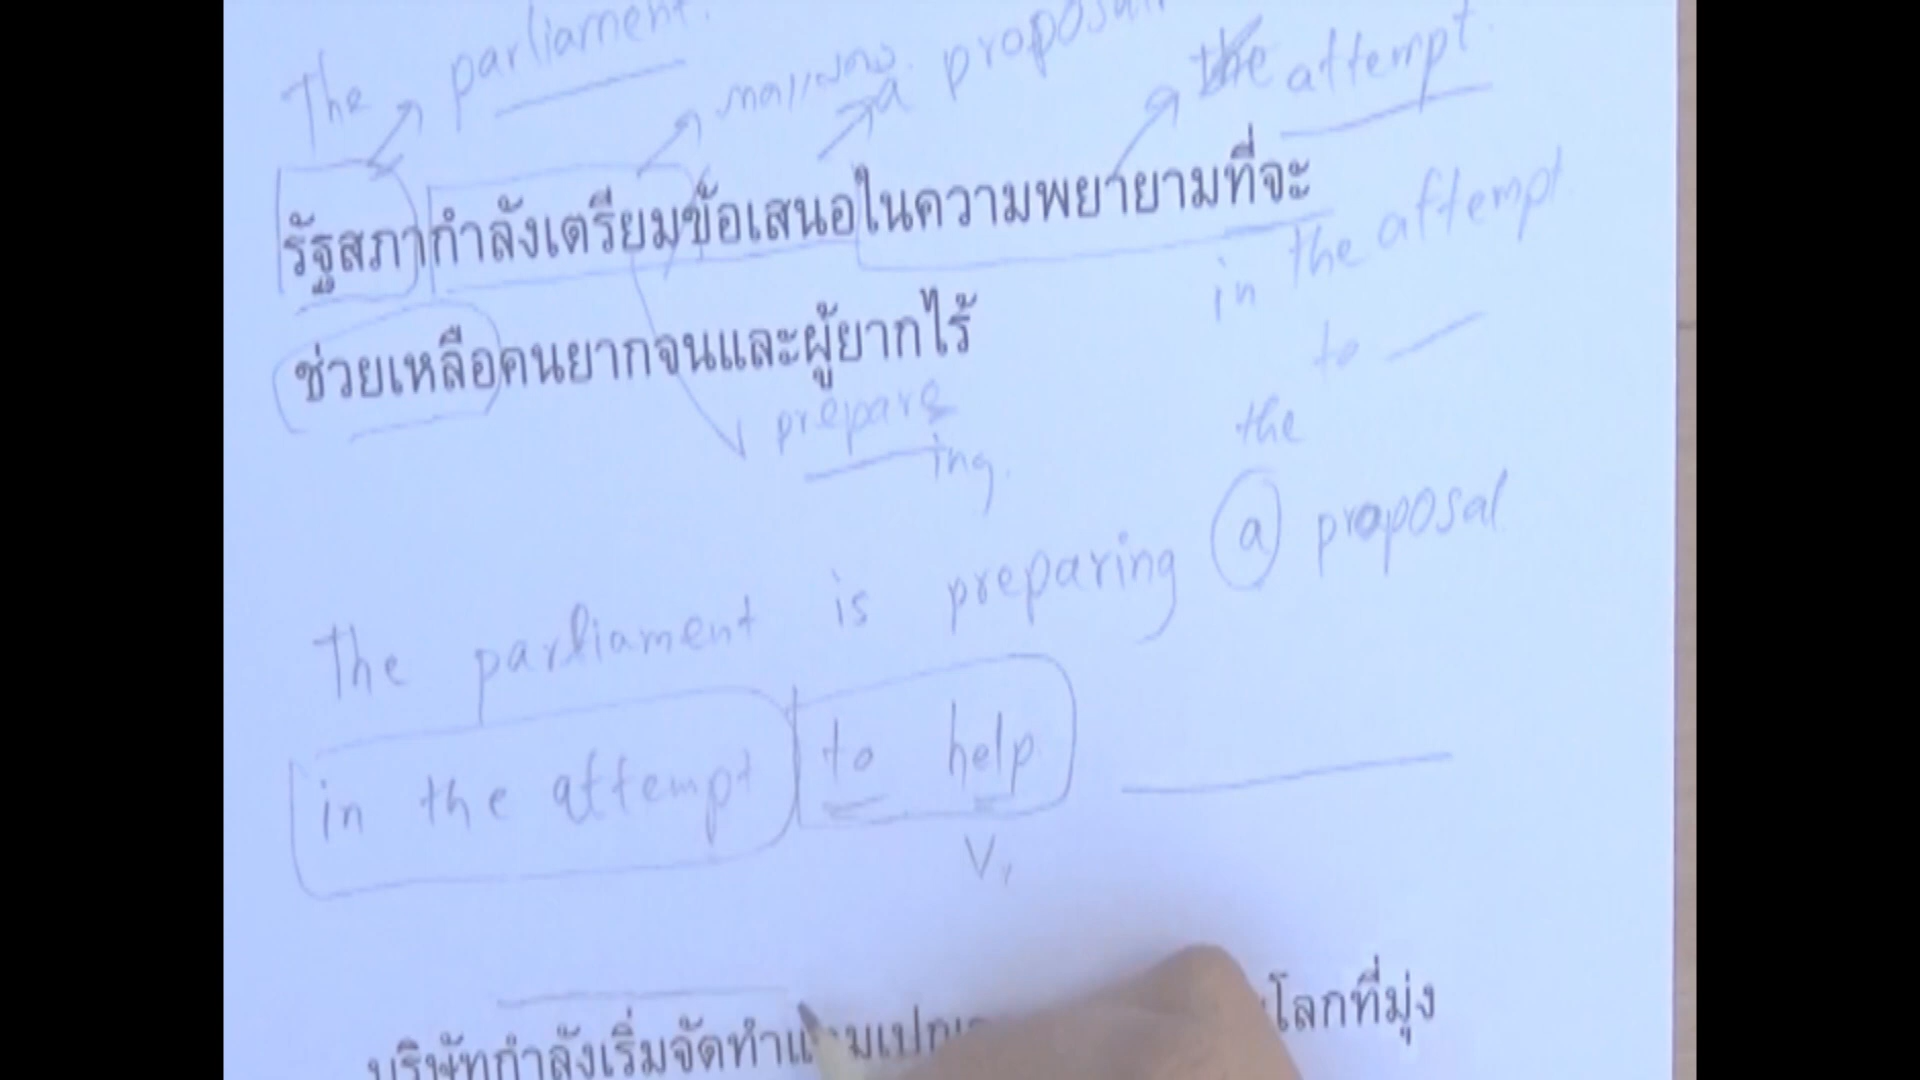 The parliament. a proposal. the attempt.
รัฐสภากำลังเตรียมข้อเสนอในความพยายามที่จะ
in the attempt
to
ช่วยเหลือคนยากจนและผู้ยากไร้
prepare
ing.
the
The parliament is preparing a proposal
in the attempt to help
V1
บริษัทกำลังเริ่มจัดทำ โลกที่มุ่ง